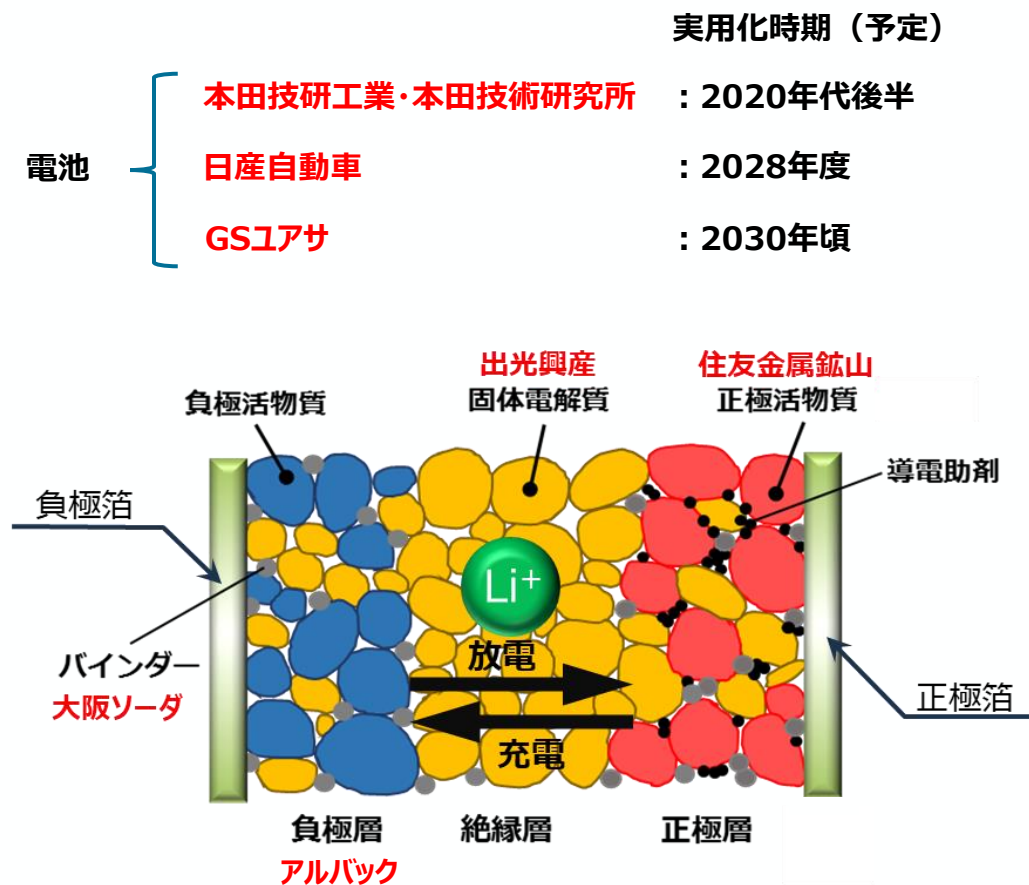 実用化時期（予定）
電池
本田技研工業・本田技術研究所 ：2020年代後半
日産自動車 ：2028年度
GSユアサ ：2030年頃
出光興産
固体電解質
住友金属鉱山
正極活物質
負極活物質
導電助剤
負極箔
Li⁺
放電
バインダー
大阪ソーダ
正極箔
充電
負極層
絶縁層
正極層
アルバック